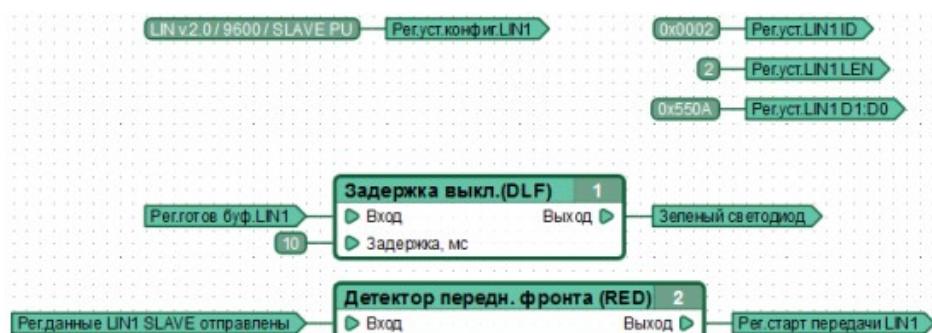 LIN v.2.0 / 9600 / SLAVE PU Рег.уст.конфиг.LIN1
0x0002 Рег.уст.LIN1 ID
2 Рег.уст.LIN1 LEN
0x550A Рег.уст.LIN1 D1:D0
Задержка выкл.(DLF) 1
Рег.готов буф.LIN1 Вход Выход Зеленый светодиод
10 Задержка, мс
Детектор передн. фронта (RED) 2
Рег.данные LIN1 SLAVE отправлены Вход Выход Рег.старт передачи LIN1